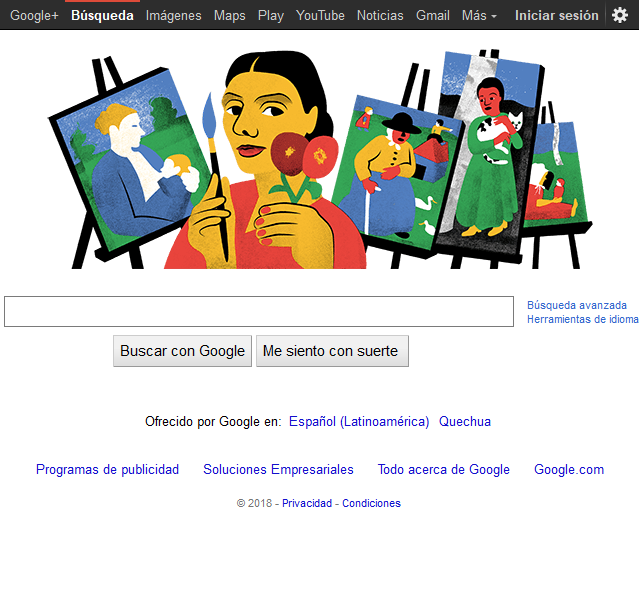 Google+ Búsqueda Imágenes Maps Play YouTube Noticias Gmail Más Iniciar sesión
Búsqueda avanzada
Herramientas de idioma
Buscar con Google Me siento con suerte
Ofrecido por Google en: Español (Latinoamérica) Quechua
Programas de publicidad Soluciones Empresariales Todo acerca de Google Google.com
© 2018 - Privacidad - Condiciones